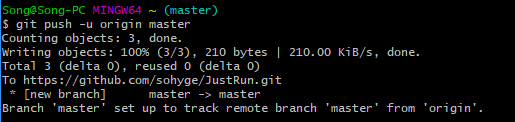 Song@Song-PC MINGW64 ~ (master)
$ git push -u origin master
Counting objects: 3, done.
Writing objects: 100% (3/3), 210 bytes | 210.00 KiB/s, done.
Total 3 (delta 0), reused 0 (delta 0)
To https://github.com/sohyge/JustRun.git
 * [new branch]      master -> master
Branch 'master' set up to track remote branch 'master' from 'origin'.